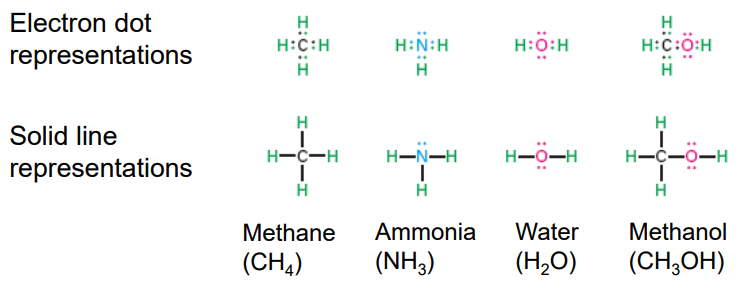 Electron dot
representations
H
H:C:H
H
H:N:H
H
H:O:H
H
H:C:O:H
H
Solid line
representations
H
H–C–H
H
H–N–H
H
H–O–H
H
H–C–O–H
H
Methane
(CH₄)
Ammonia
(NH₃)
Water
(H₂O)
Methanol
(CH₃OH)